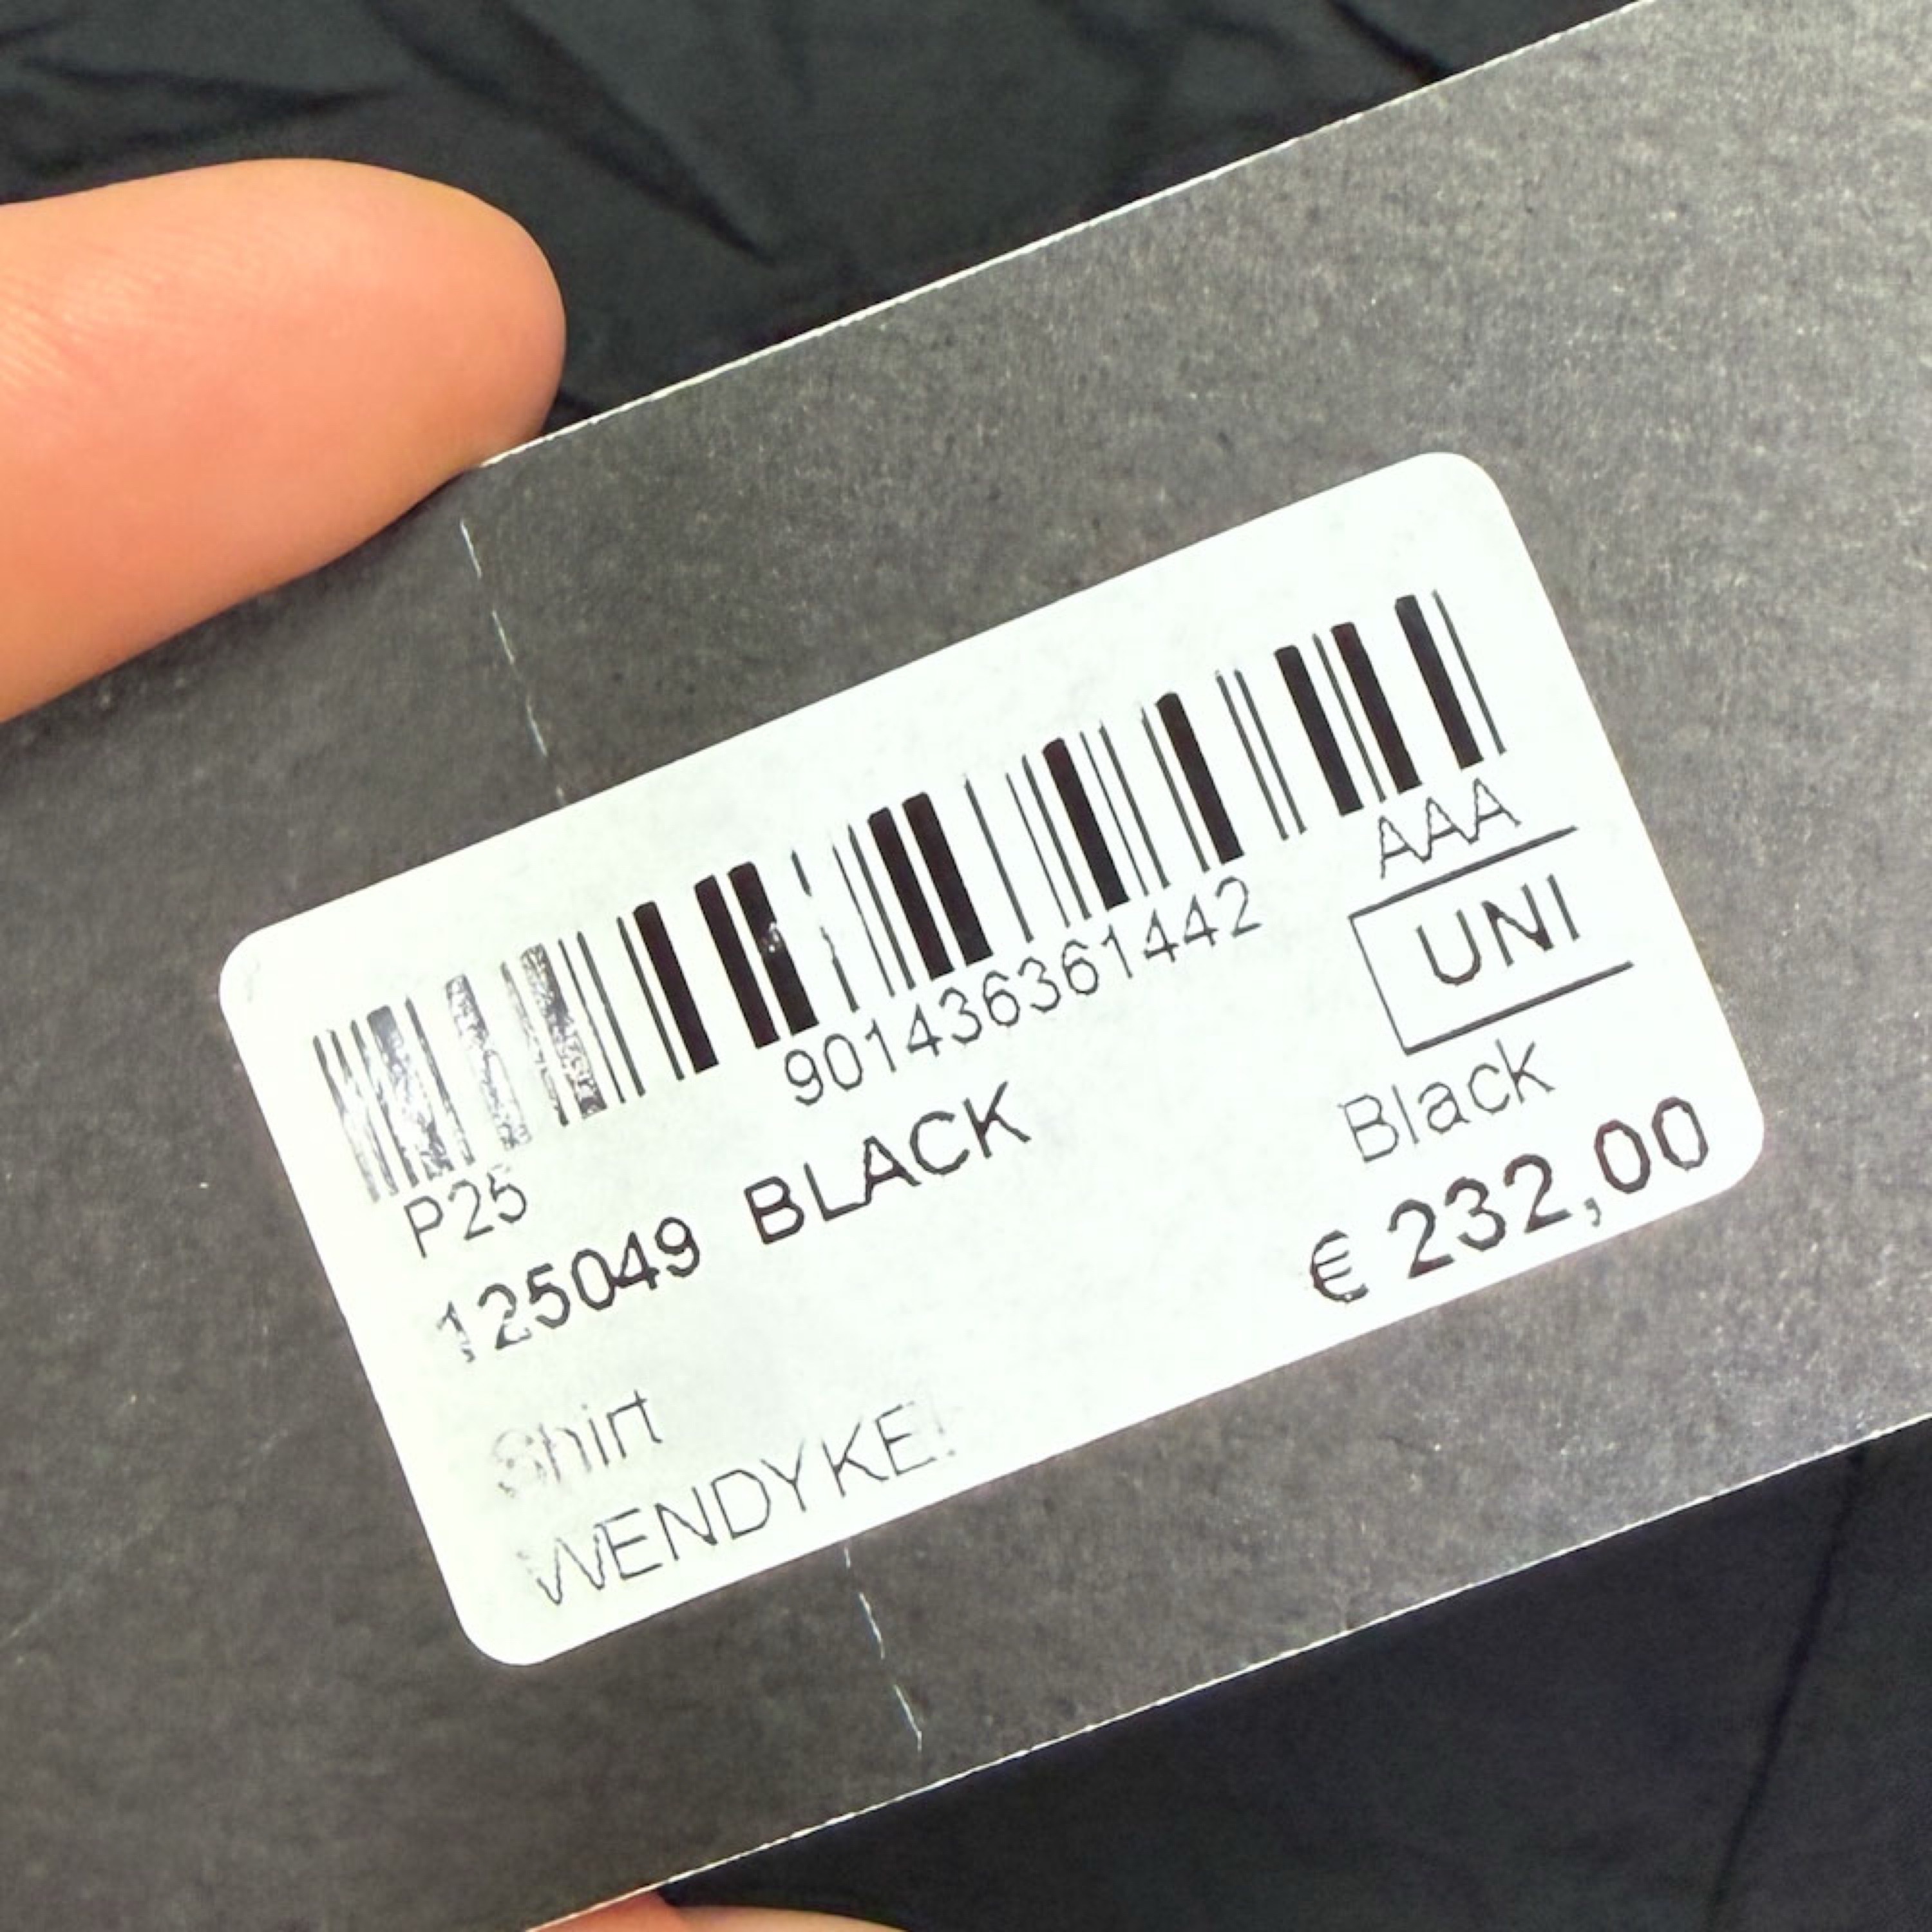 901436361442
AAA
UNI
Black
€ 232,00
P25
125049 BLACK
Shirt